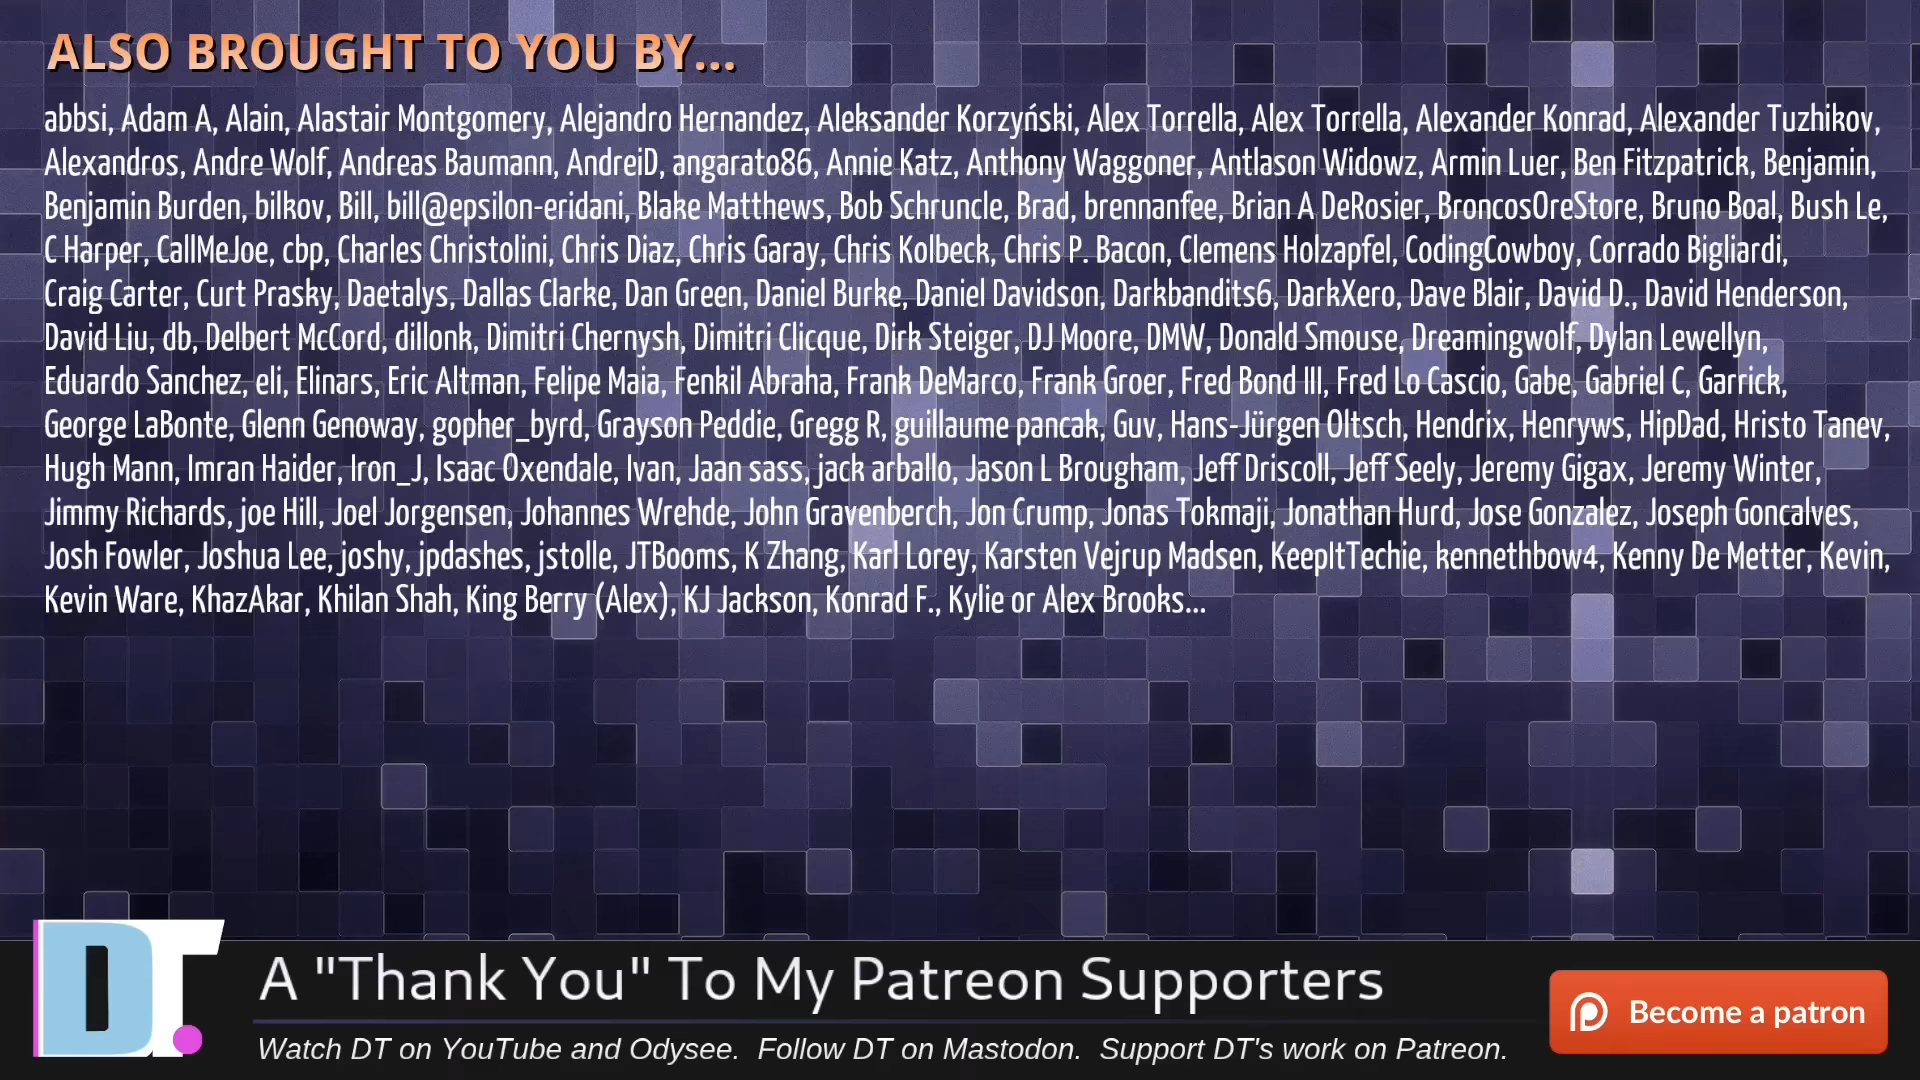 ALSO BROUGHT TO YOU BY...
abbsi, Adam A, Alain, Alastair Montgomery, Alejandro Hernandez, Aleksander Korzyński, Alex Torrella, Alex Torrella, Alexander Konrad, Alexander Tuzhikov,
Alexandros, Andre Wolf, Andreas Baumann, AndreiD, angarato86, Annie Katz, Anthony Waggoner, Antlason Widowz, Armin Luer, Ben Fitzpatrick, Benjamin,
Benjamin Burden, bilkov, Bill, bill@epsilon-eridani, Blake Matthews, Bob Schruncle, Brad, brennanfee, Brian A DeRosier, BroncosOreStore, Bruno Boal, Bush Le,
C Harper, CallMeJoe, cbp, Charles Christolini, Chris Diaz, Chris Garay, Chris Kolbeck, Chris P. Bacon, Clemens Holzapfel, CodingCowboy, Corrado Bigliardi,
Craig Carter, Curt Prasky, Daetalys, Dallas Clarke, Dan Green, Daniel Burke, Daniel Davidson, Darkbandits6, DarkXero, Dave Blair, David D., David Henderson,
David Liu, db, Delbert McCord, dillonk, Dimitri Chernysh, Dimitri Clicque, Dirk Steiger, DJ Moore, DMW, Donald Smouse, Dreamingwolf, Dylan Lewellyn,
Eduardo Sanchez, eli, Elinars, Eric Altman, Felipe Maia, Fenkil Abraha, Frank DeMarco, Frank Groer, Fred Bond III, Fred Lo Cascio, Gabe, Gabriel C, Garrick,
George LaBonte, Glenn Genoway, gopher_byrd, Grayson Peddie, Gregg R, guillaume pancak, Guv, Hans-Jürgen Oltsch, Hendrix, Henryws, HipDad, Hristo Tanev,
Hugh Mann, Imran Haider, Iron_J, Isaac Oxendale, Ivan, Jaan sass, jack arballo, Jason L Brougham, Jeff Driscoll, Jeff Seely, Jeremy Gigax, Jeremy Winter,
Jimmy Richards, joe Hill, Joel Jorgensen, Johannes Wrehde, John Gravenberch, Jon Crump, Jonas Tokmaji, Jonathan Hurd, Jose Gonzalez, Joseph Goncalves,
Josh Fowler, Joshua Lee, joshy, jpdashes, jstolle, JTBooms, K Zhang, Karl Lorey, Karsten Vejrup Madsen, KeepItTechie, kennethbow4, Kenny De Metter, Kevin,
Kevin Ware, KhazAkar, Khilan Shah, King Berry (Alex), KJ Jackson, Konrad F., Kylie or Alex Brooks...
DT
A "Thank You" To My Patreon Supporters
Watch DT on YouTube and Odysee. Follow DT on Mastodon. Support DT's work on Patreon.
Become a patron